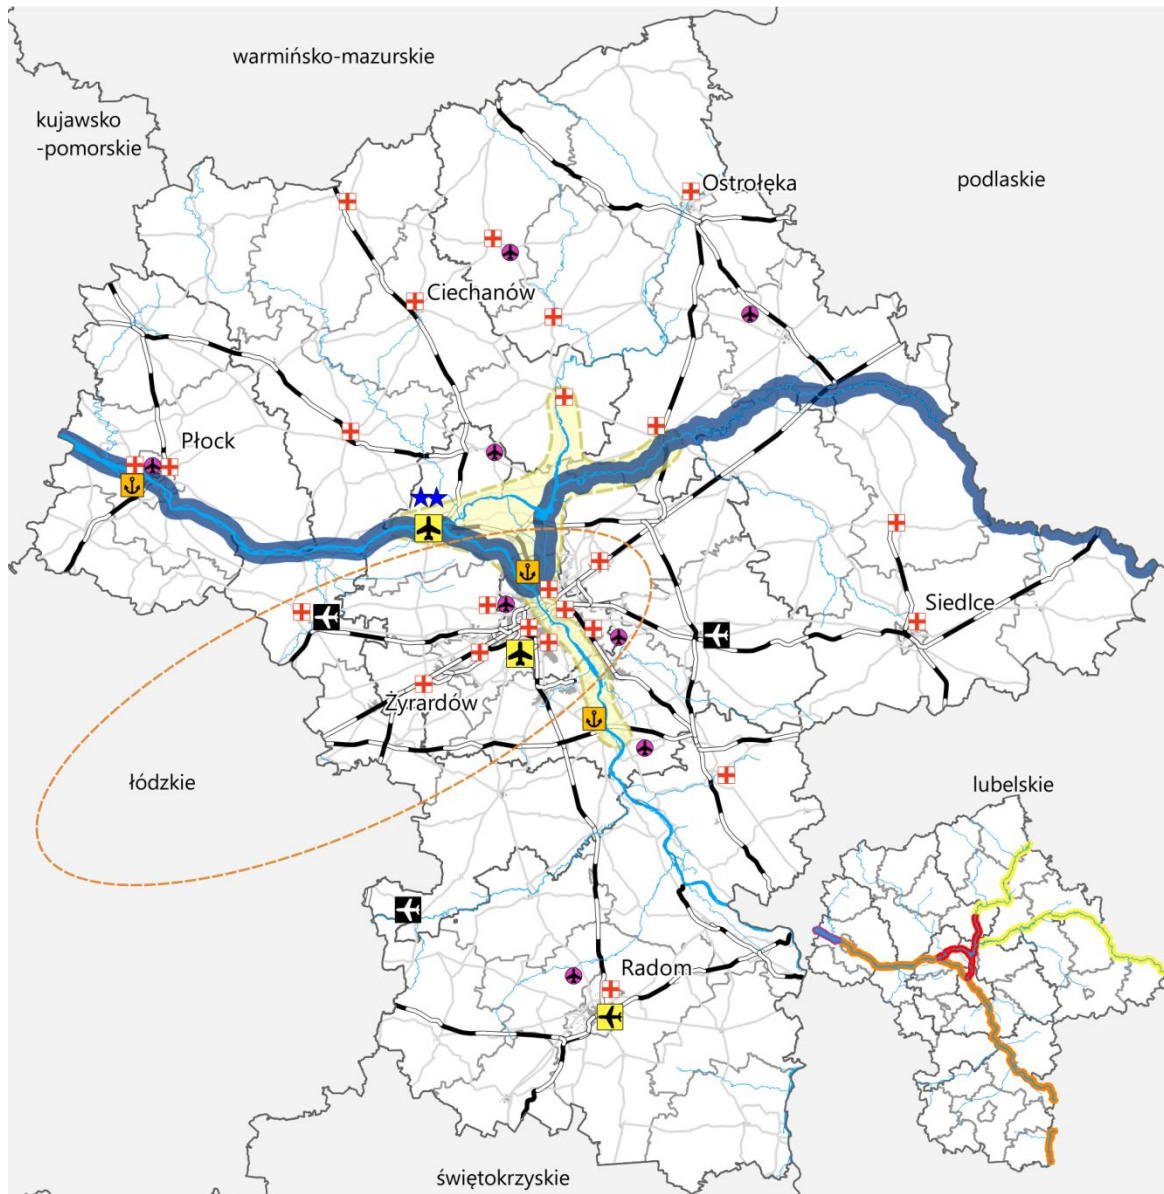 warmińsko-mazurskie
kujawsko
-pomorskie
podlaskie
Ostrołęka
Ciechanów
Płock
Siedlce
Żyrardów
łódzkie
lubelskie
Radom
świętokrzyskie